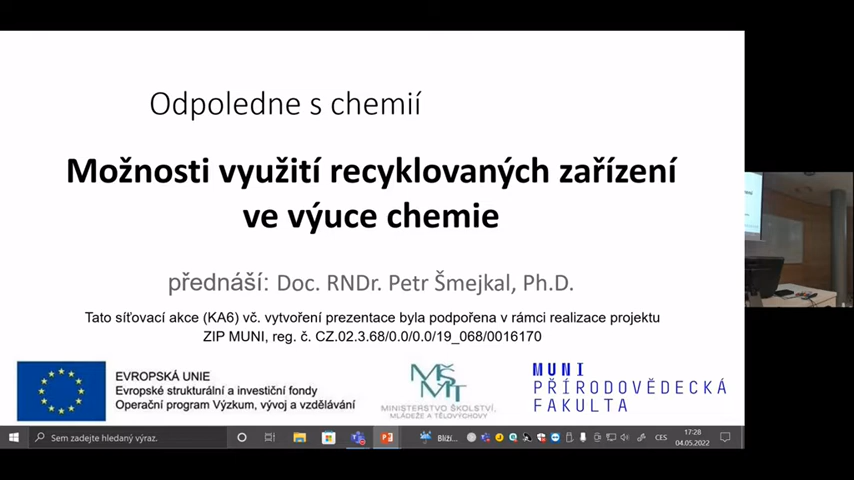 Odpoledne s chemií
Možnosti využití recyklovaných zařízení
ve výuce chemie
přednáší: Doc. RNDr. Petr Šmejkal, Ph.D.
Tato síťovací akce (KA6) vč. vytvoření prezentace byla podpořena v rámci realizace projektu
ZIP MUNI, reg. č. CZ.02.3.68/0.0/0.0/19_068/0016170
EVROPSKÁ UNIE
Evropské strukturální a investiční fondy
Operační program Výzkum, vývoj a vzdělávání
MŠMT
MINISTERSTVO ŠKOLSTVÍ,
MLÁDEŽE A TĚLOVÝCHOVY
MUNI
PŘÍRODOVĚDECKÁ
FAKULTA
Sem zadejte hledaný výraz.
Blíží...
CES
17:28
04.05.2022